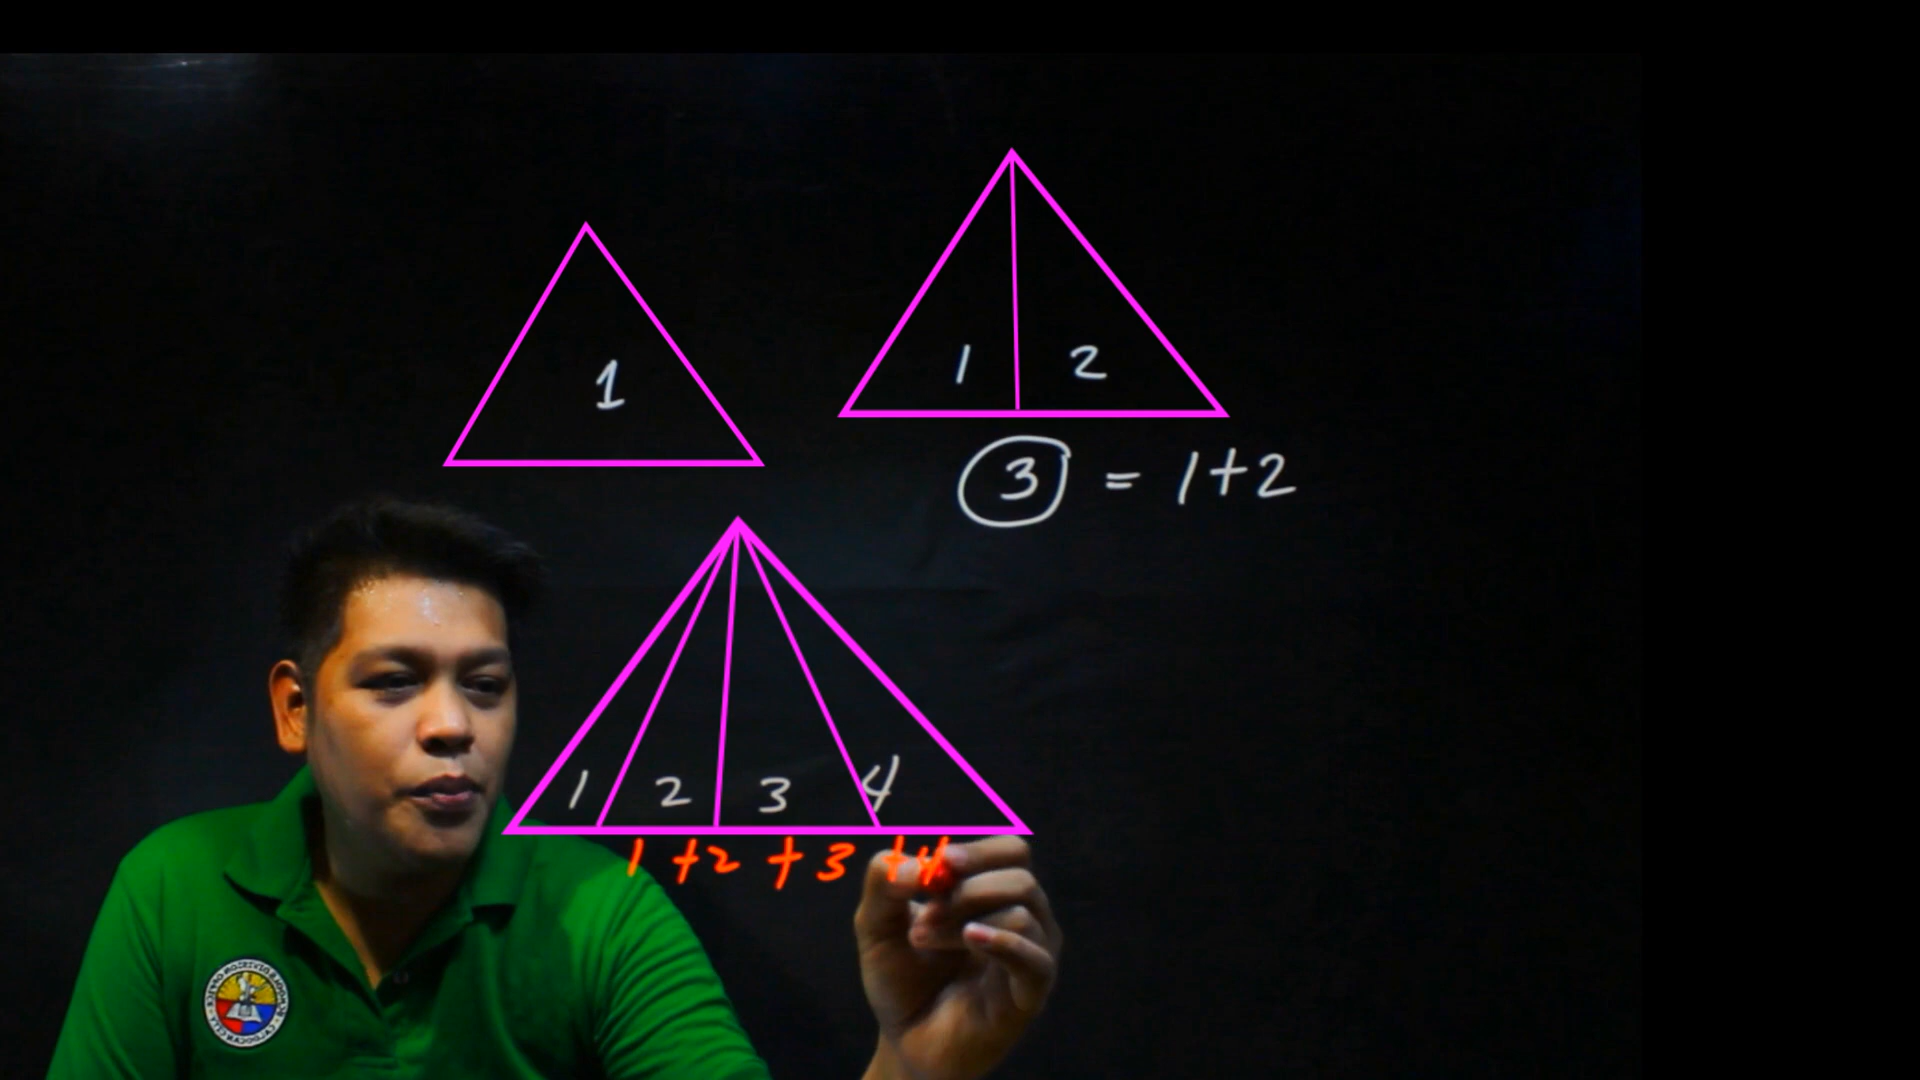 1
1 2
3 = 1+2
1 2 3 4
1 + 2 + 3 + 4